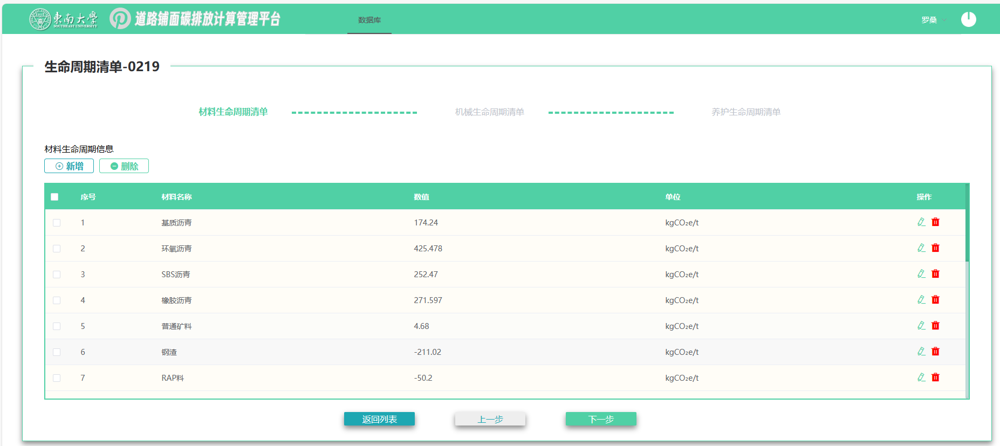 東南大學
SOUTHEAST UNIVERSITY
道路铺面碳排放计算管理平台
数据库
罗桑
生命周期清单-0219
材料生命周期清单
机械生命周期清单
养护生命周期清单
材料生命周期信息
新增 删除
序号 材料名称 数值 单位 操作
1 基质沥青 174.24 kgCO₂e/t
2 环氧沥青 425.478 kgCO₂e/t
3 SBS沥青 252.47 kgCO₂e/t
4 橡胶沥青 271.597 kgCO₂e/t
5 普通矿料 4.68 kgCO₂e/t
6 钢渣 -211.02 kgCO₂e/t
7 RAP料 -50.2 kgCO₂e/t
返回列表 上一步 下一步